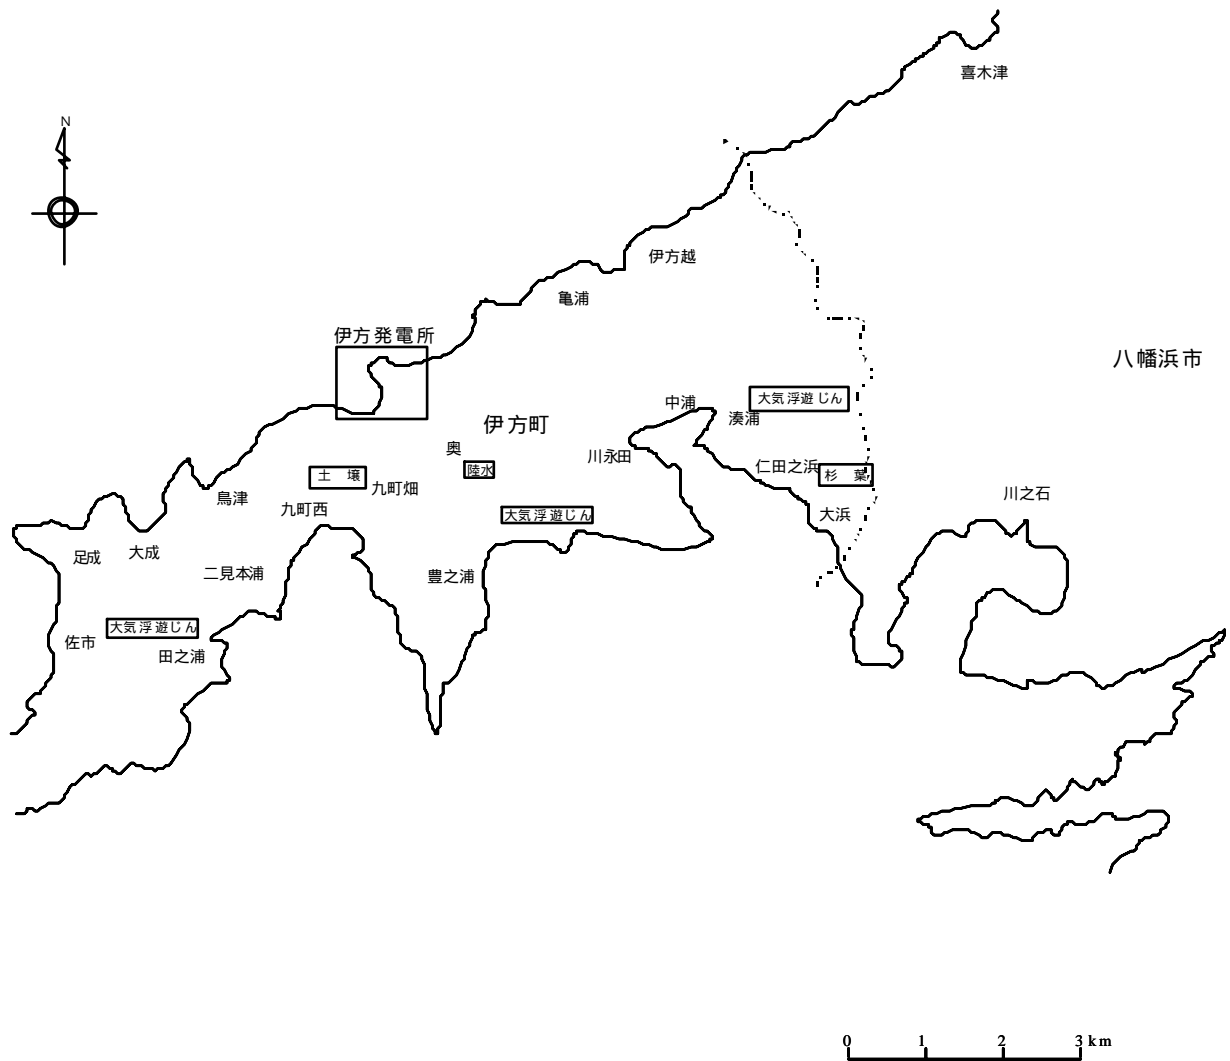 喜木津
N
伊方越
亀浦
伊方発電所
八幡浜市
中浦
大気浮遊じん
湊浦
伊方町
奥
川永田
仁田之浜
杉 葉
陸水
土 壌
九町畑
鳥津
川之石
九町西
大気浮遊じん
大浜
足成
大成
二見本浦
豊之浦
大気浮遊じん
佐市
田之浦
0 1 2 3km